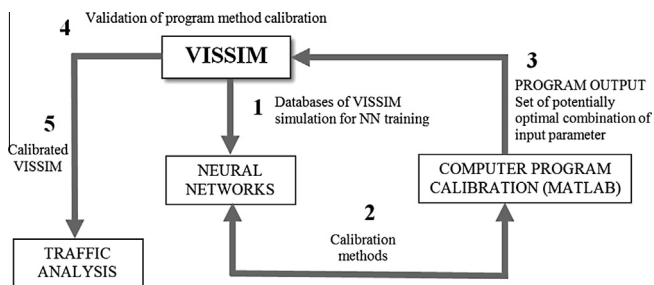 4 Validation of program method calibration
VISSIM
3
PROGRAM OUTPUT
Set of potentially
optimal combination of
input parameter
1 Databases of VISSIM
simulation for NN training
5
Calibrated
VISSIM
NEURAL
NETWORKS
COMPUTER PROGRAM
CALIBRATION (MATLAB)
2
Calibration
methods
TRAFFIC
ANALYSIS